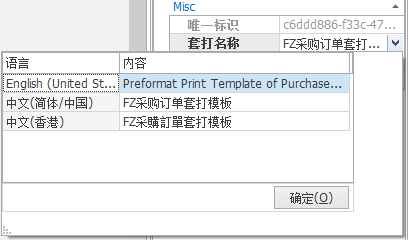 Misc
唯一标识 c6ddd886-f33c-47...
套打名称 FZ采购订单套打...
语言 内容
English (United St... Preformat Print Template of Purchase...
中文(简体/中国) FZ采购订单套打模板
中文(香港) FZ采購訂單套打模板
确定(O)